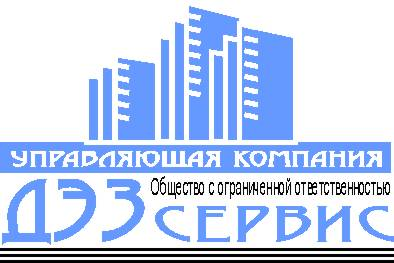 УПРАВЛЯЮЩАЯ КОМПАНИЯ
Общество с ограниченной ответственностью
ДЭЗ СЕРВИС